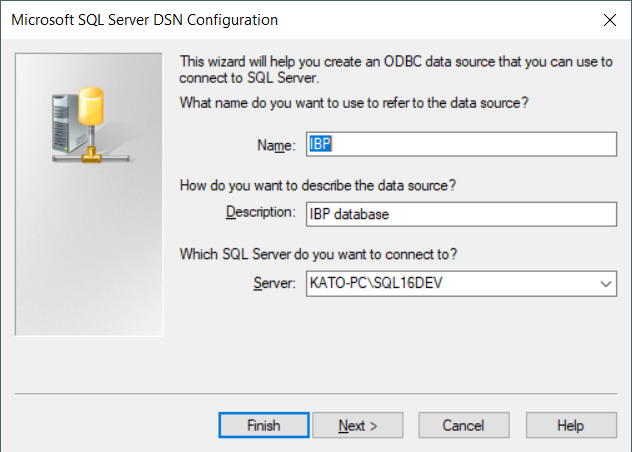 Microsoft SQL Server DSN Configuration
This wizard will help you create an ODBC data source that you can use to
connect to SQL Server.
What name do you want to use to refer to the data source?
Name: IBP
How do you want to describe the data source?
Description: IBP database
Which SQL Server do you want to connect to?
Server: KATO-PC\SQL16DEV
Finish Next > Cancel Help